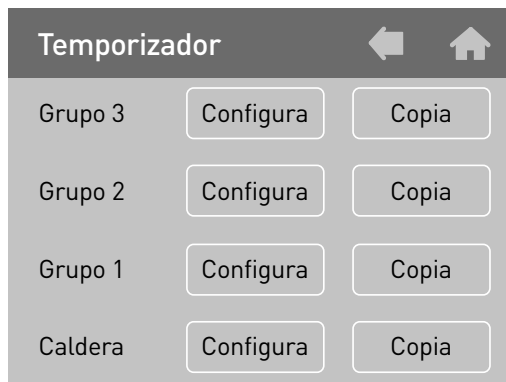 Temporizador
Grupo 3 Configura Copia
Grupo 2 Configura Copia
Grupo 1 Configura Copia
Caldera Configura Copia